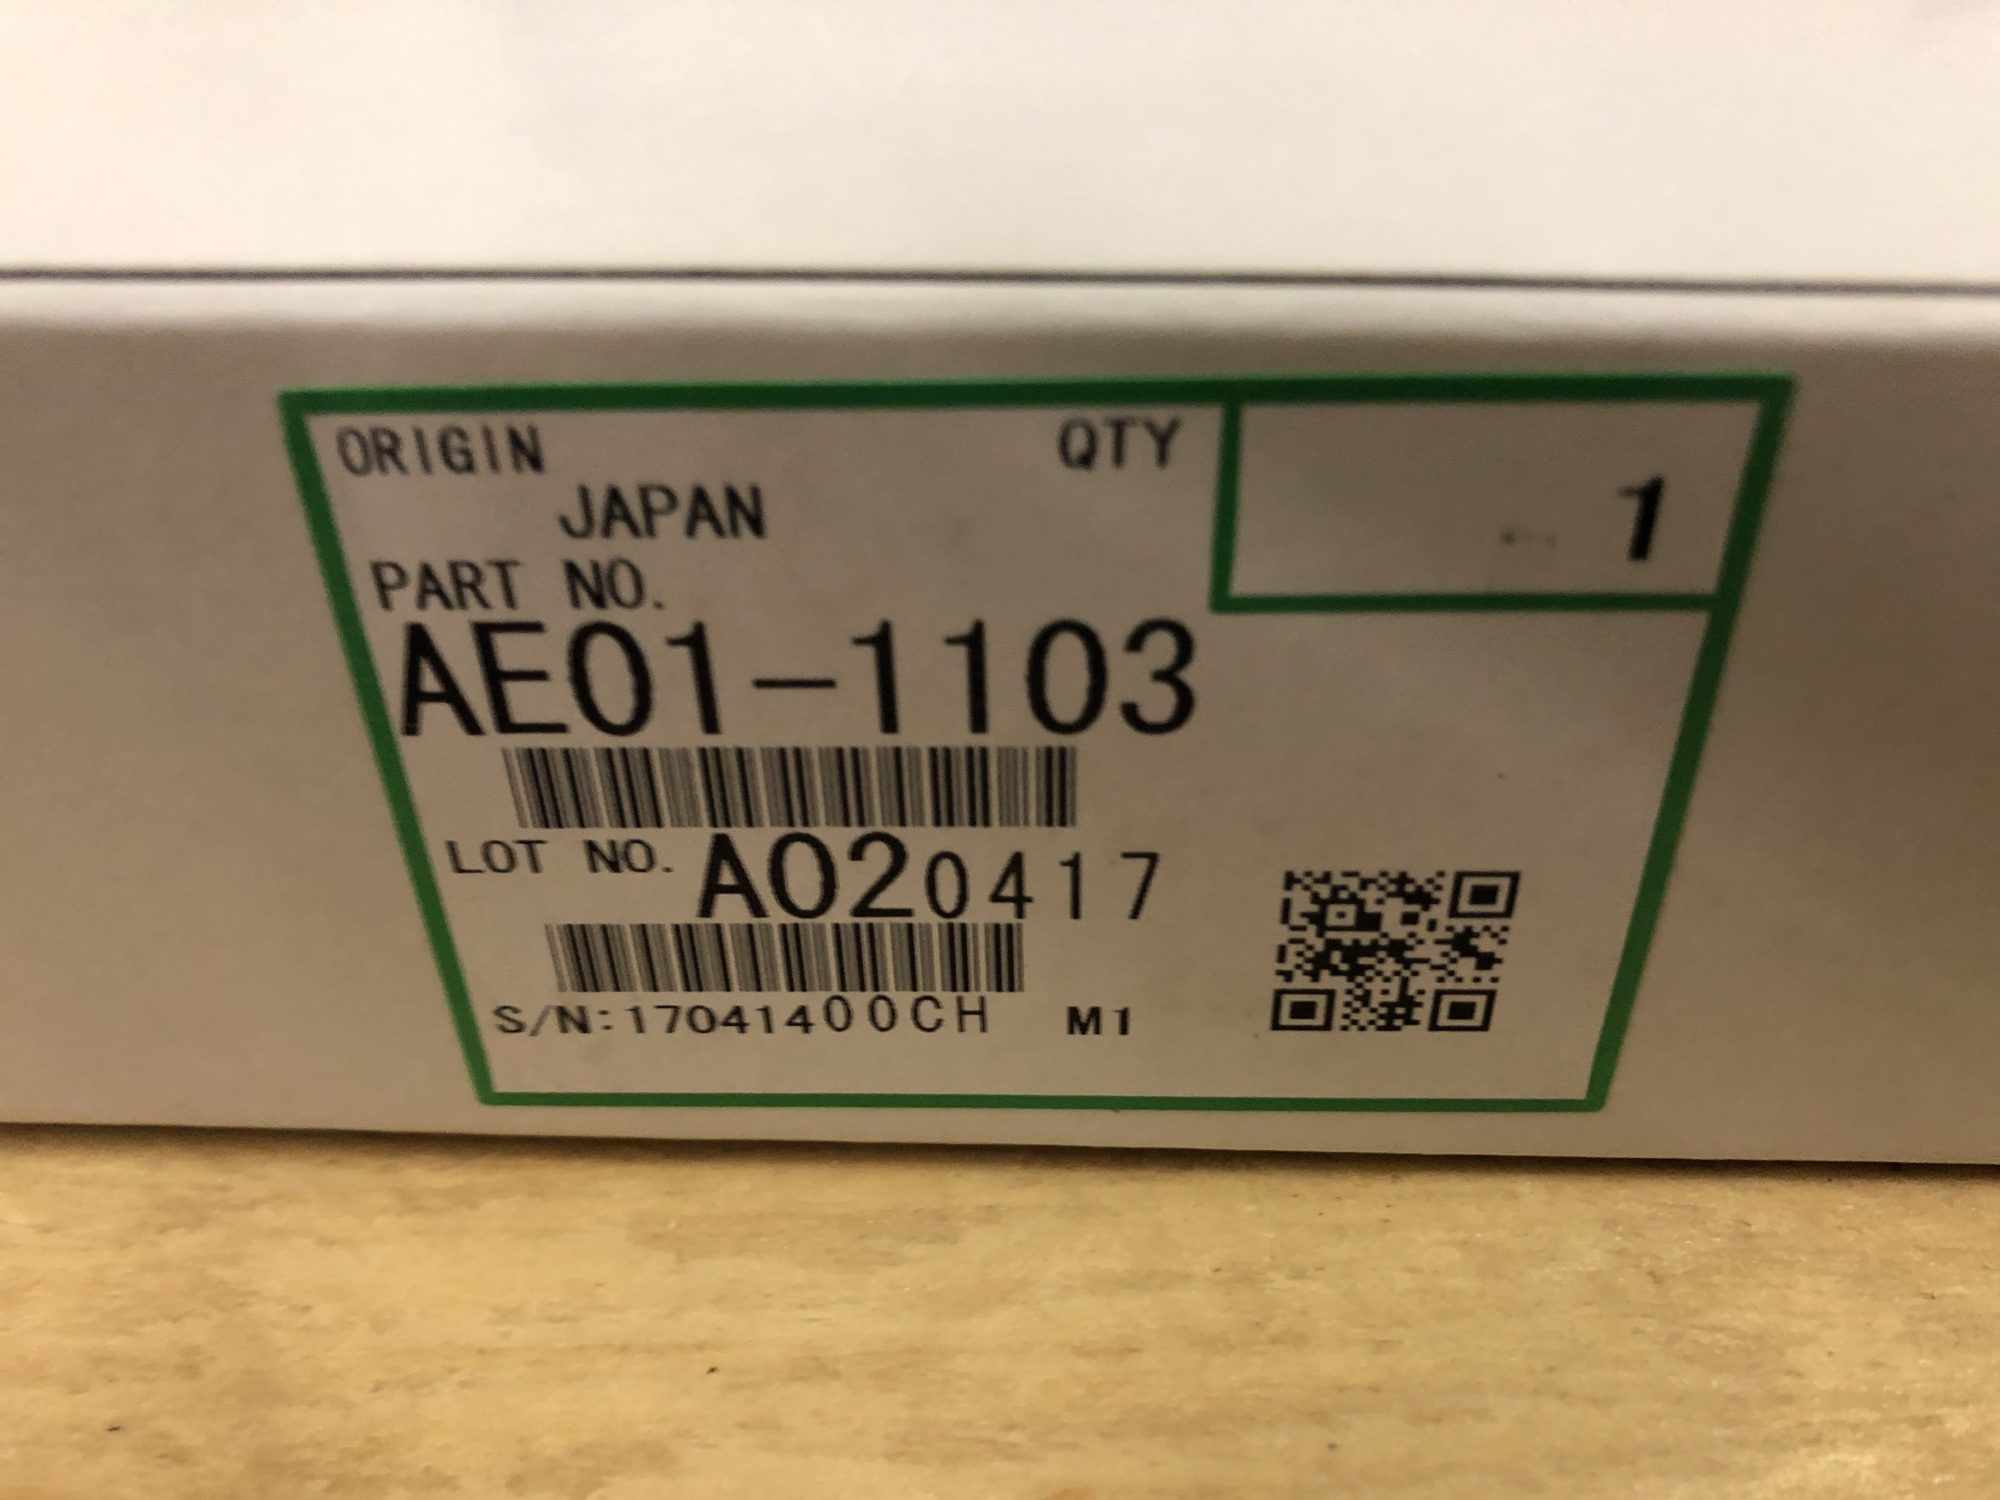 ORIGIN QTY
JAPAN 1
PART NO.
AE01-1103
LOT NO. A020417
S/N:17041400CH M1